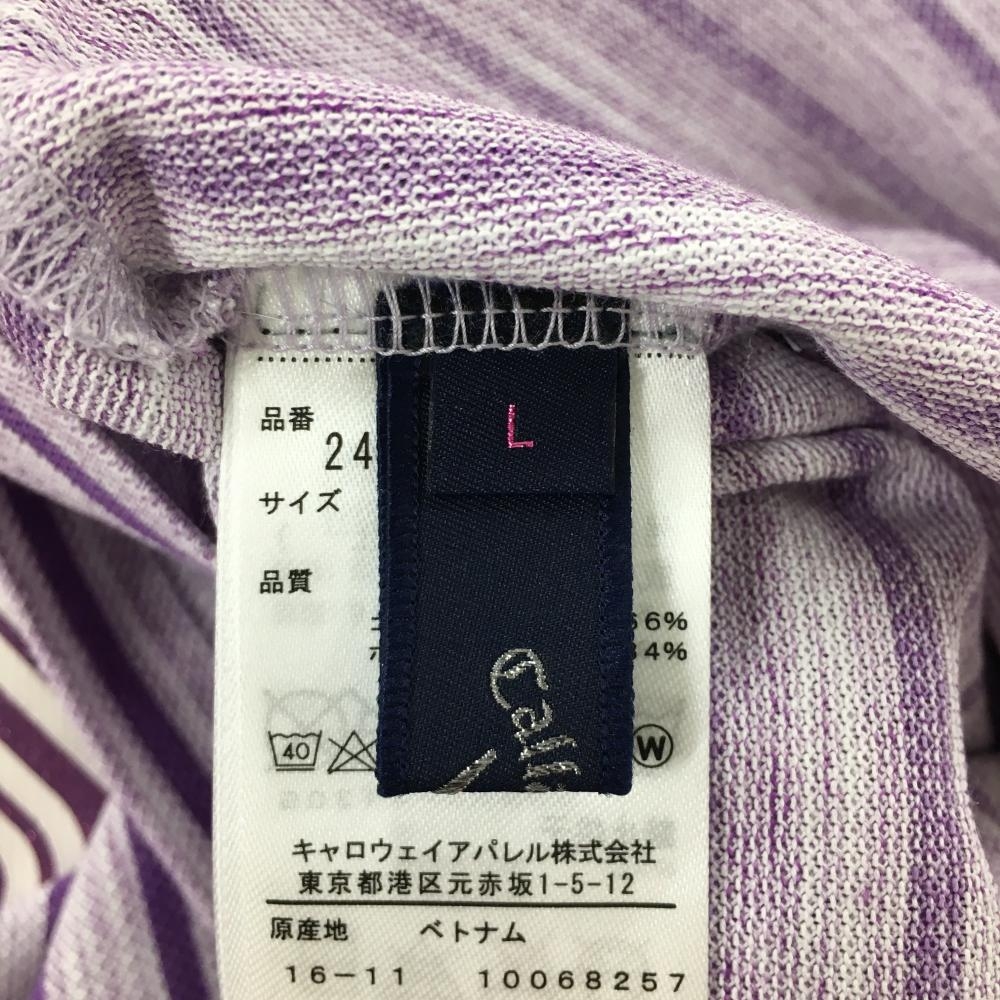 品番
24
L
サイズ
品質
66%
34%
40
W
キャロウェイアパレル株式会社
東京都港区元赤坂1-5-12
原産地 ベトナム
16-11 10068257